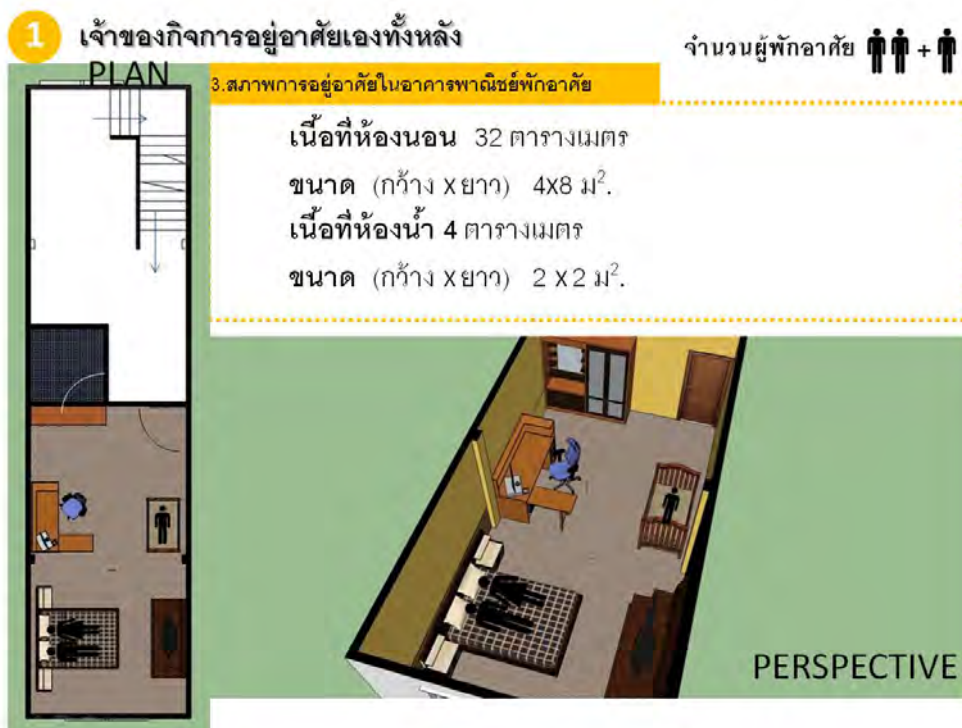 1 เจ้าของกิจการอยู่อาศัยเองทั้งหลัง
จำนวนผู้พักอาศัย +
PLAN
3.สภาพการอยู่อาศัยในอาคารพาณิชย์พักอาศัย
เนื้อที่ห้องนอน 32 ตารางเมตร
ขนาด (กว้าง X ยาว) 4X8 ม².
เนื้อที่ห้องน้ำ 4 ตารางเมตร
ขนาด (กว้าง X ยาว) 2 X 2 ม².
PERSPECTIVE